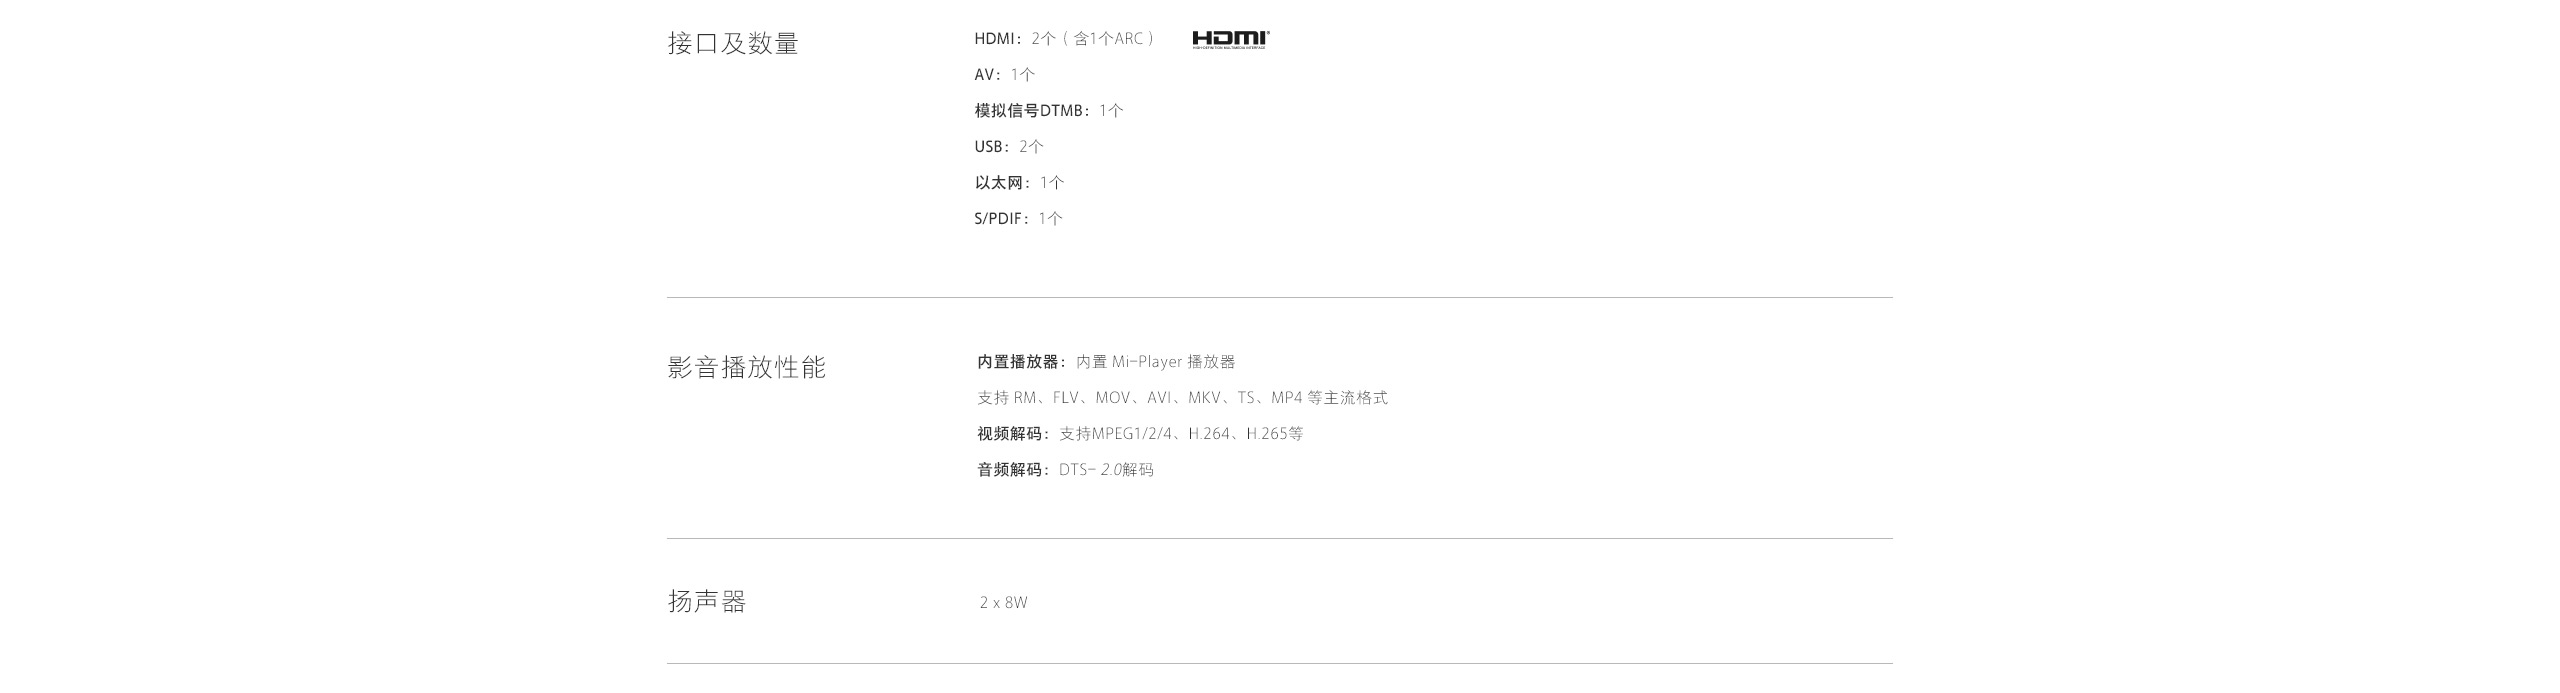 接口及数量
HDMI：2个（含1个ARC）
HDMI
HIGH-DEFINITION MULTIMEDIA INTERFACE
AV：1个
模拟信号DTMB：1个
USB：2个
以太网：1个
S/PDIF：1个
影音播放性能
内置播放器：内置 Mi-Player 播放器
支持 RM、FLV、MOV、AVI、MKV、TS、MP4 等主流格式
视频解码：支持MPEG1/2/4、H.264、H.265等
音频解码：DTS- 2.0解码
扬声器
2 x 8W